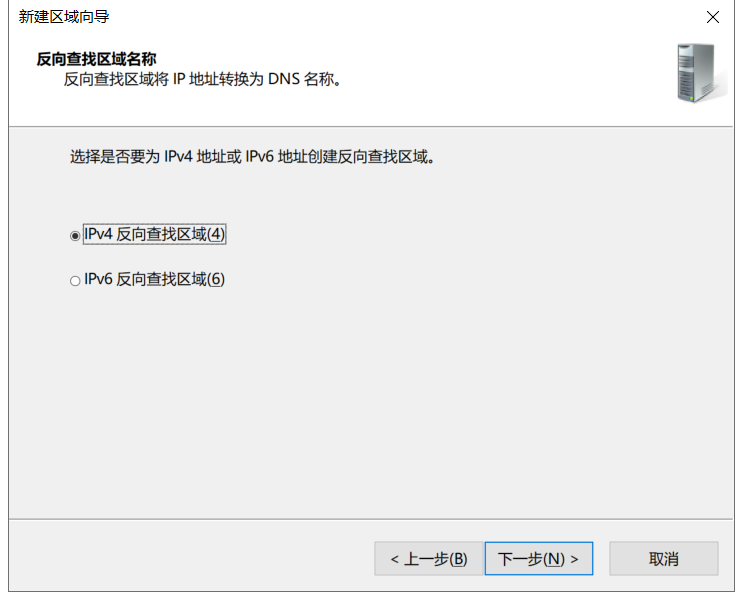 新建区域向导
反向查找区域名称
反向查找区域将 IP 地址转换为 DNS 名称。
选择是否要为 IPv4 地址或 IPv6 地址创建反向查找区域。
IPv4 反向查找区域(4)
IPv6 反向查找区域(6)
< 上一步(B) 下一步(N) > 取消